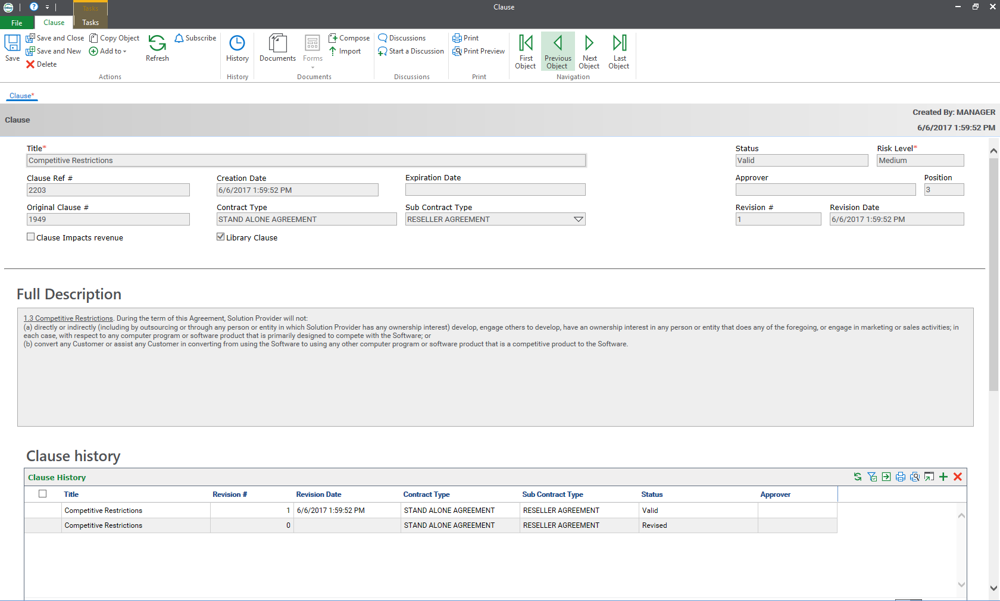 Clause
Tasks
File
Clause
Tasks
Save
Save and Close
Save and New
Delete
Copy Object
Add to
Refresh
Subscribe
Actions
History
History
Documents
Forms
Compose
Import
Documents
Discussions
Start a Discussion
Discussions
Print
Print Preview
Print
First Object
Previous Object
Next Object
Last Object
Navigation
Clause*
Clause
Created By: MANAGER
6/6/2017 1:59:52 PM
Title*
Competitive Restrictions
Status
Valid
Risk Level*
Medium
Clause Ref #
2203
Creation Date
6/6/2017 1:59:52 PM
Expiration Date
Approver
Position
3
Original Clause #
1949
Contract Type
STAND ALONE AGREEMENT
Sub Contract Type
RESELLER AGREEMENT
Revision #
1
Revision Date
6/6/2017 1:59:52 PM
Clause Impacts revenue
Library Clause
Full Description
1.3 Competitive Restrictions. During the term of this Agreement, Solution Provider will not:
(a) directly or indirectly (including by outsourcing or through any person or entity in which Solution Provider has any ownership interest) develop, engage others to develop, have an ownership interest in any person or entity that does any of the foregoing, or engage in marketing or sales activities; in
each case, with respect to any computer program or software product that is primarily designed to compete with the Software; or
(b) convert any Customer or assist any Customer in converting from using the Software to using any other computer program or software product that is a competitive product to the Software.
Clause history
Clause History
Title Revision # Revision Date Contract Type Sub Contract Type Status Approver
Competitive Restrictions 1 6/6/2017 1:59:52 PM STAND ALONE AGREEMENT RESELLER AGREEMENT Valid
Competitive Restrictions 0 STAND ALONE AGREEMENT RESELLER AGREEMENT Revised